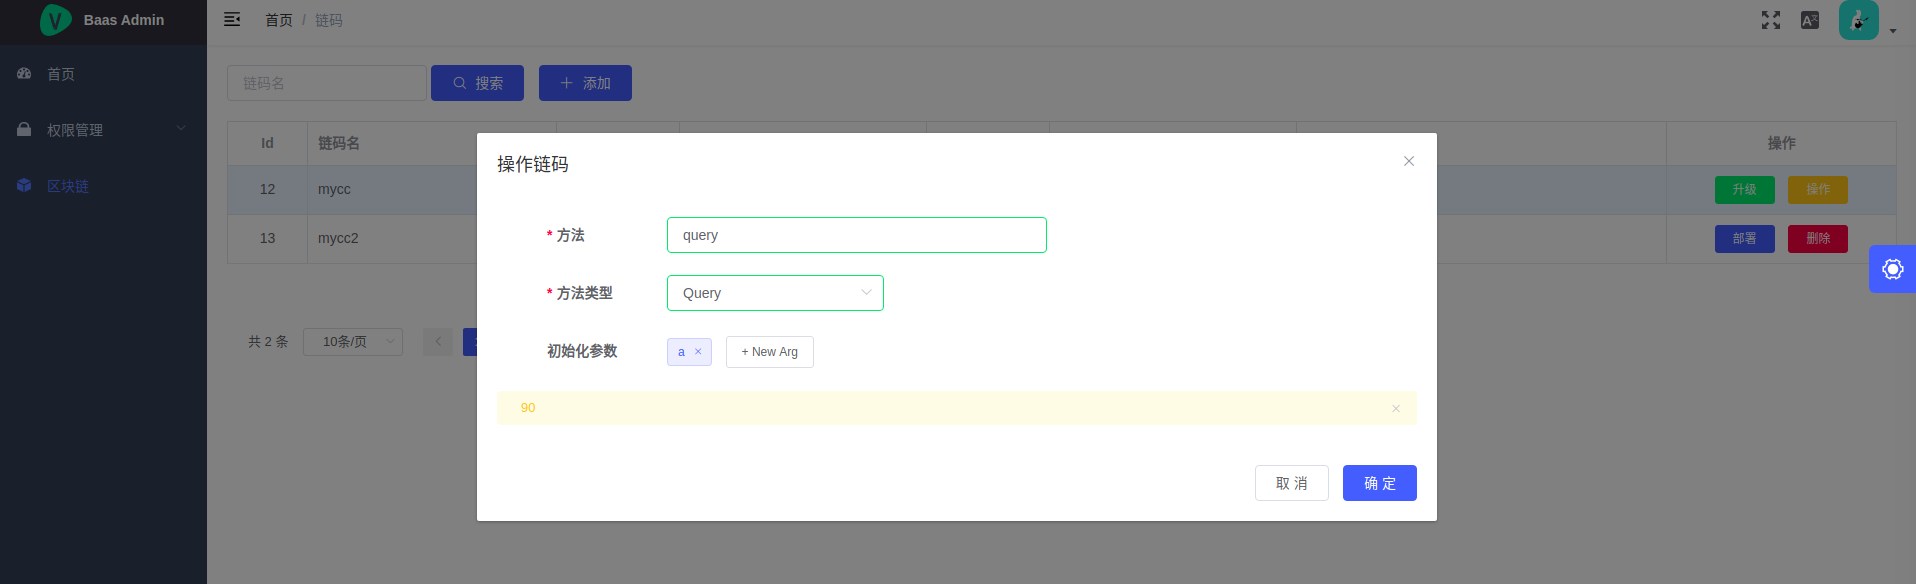 Baas Admin
首页 / 链码
首页
权限管理
区块链
链码名
搜索
添加
Id
链码名
操作
12
mycc
升级
操作
13
mycc2
部署
删除
共 2 条
10条/页
操作链码
* 方法
query
* 方法类型
Query
初始化参数
a
+ New Arg
90
取 消
确 定